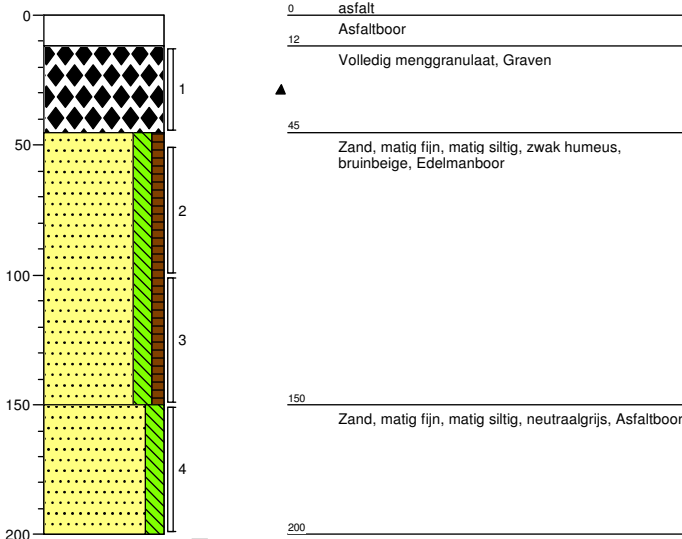 0
50
100
150
200
1
2
3
4
0 asfalt
Asfaltboor
12
Volledig menggranulaat, Graven
45
Zand, matig fijn, matig siltig, zwak humeus,
bruinbeige, Edelmanboor
150
Zand, matig fijn, matig siltig, neutraalgrijs, Asfaltboor
200